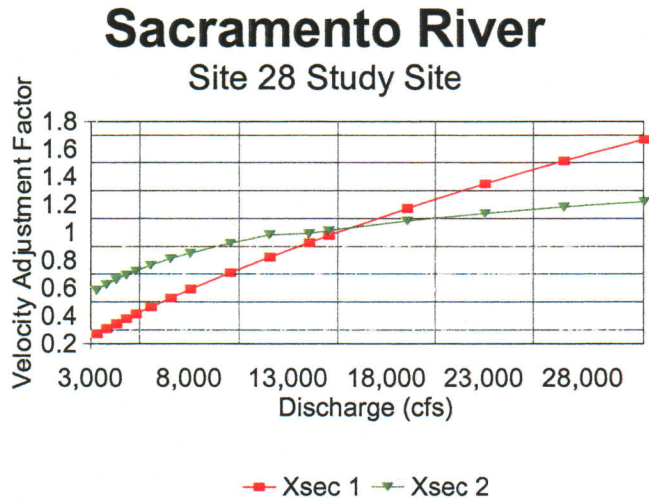 Sacramento River
Site 28 Study Site
Velocity Adjustment Factor
1.8
1.6
1.4
1.2
1
0.8
0.6
0.4
0.2
3,000 8,000 13,000 18,000 23,000 28,000
Discharge (cfs)
Xsec 1 Xsec 2